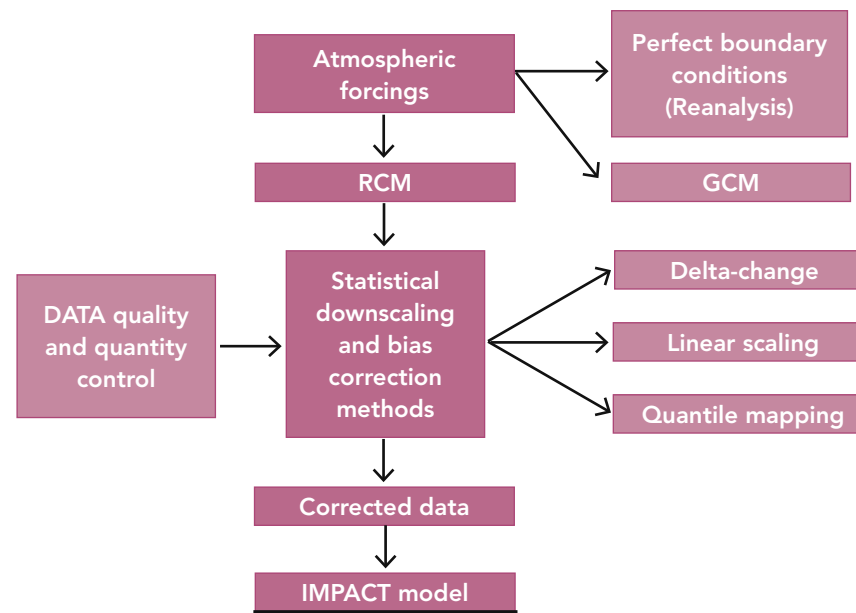 Atmospheric
forcings
Perfect boundary
conditions
(Reanalysis)
RCM
GCM
DATA quality
and quantity
control
Statistical
downscaling
and bias
correction
methods
Delta-change
Linear scaling
Quantile mapping
Corrected data
IMPACT model